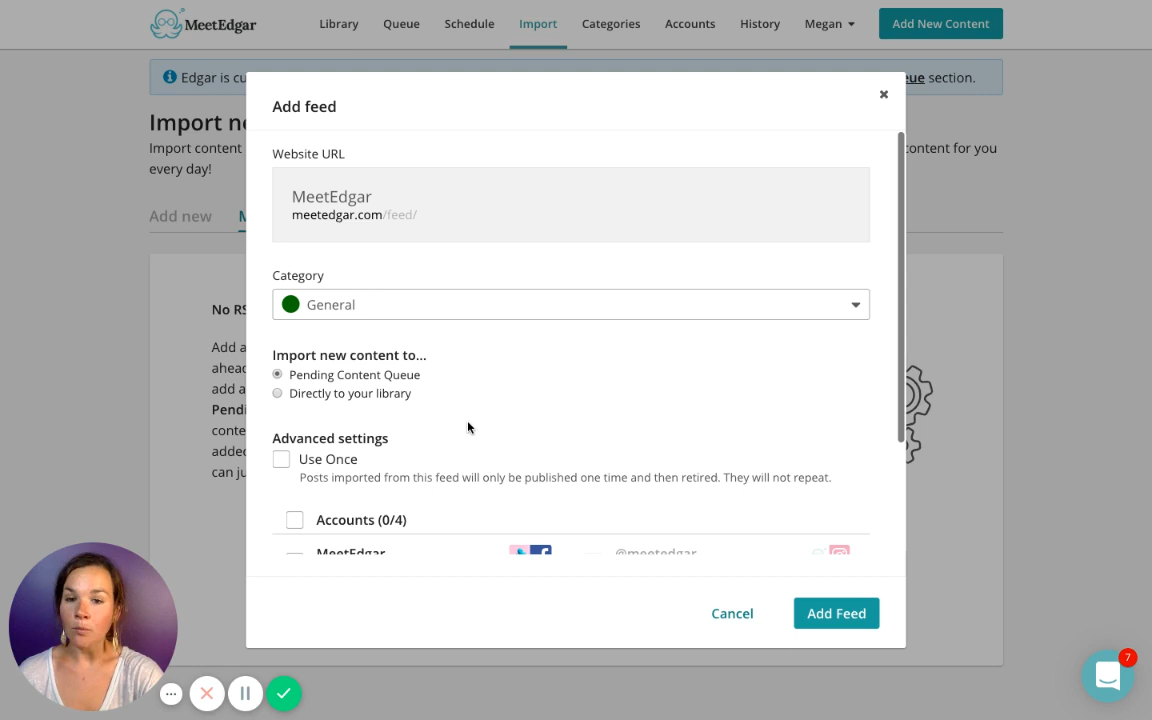 MeetEdgar
Library
Queue
Schedule
Import
Categories
Accounts
History
Megan
Add New Content
Edgar is cu
eue section.
Import ne
Import content
content for you
every day!
Add new
M
No RS
Add a
ahead
add a
Pendi
conte
added
can ju
Add feed
Website URL
MeetEdgar
meetedgar.com/feed/
Category
General
Import new content to...
Pending Content Queue
Directly to your library
Advanced settings
Use Once
Posts imported from this feed will only be published one time and then retired. They will not repeat.
Accounts (0/4)
MeetEdgar
@meetedgar
Cancel
Add Feed
7